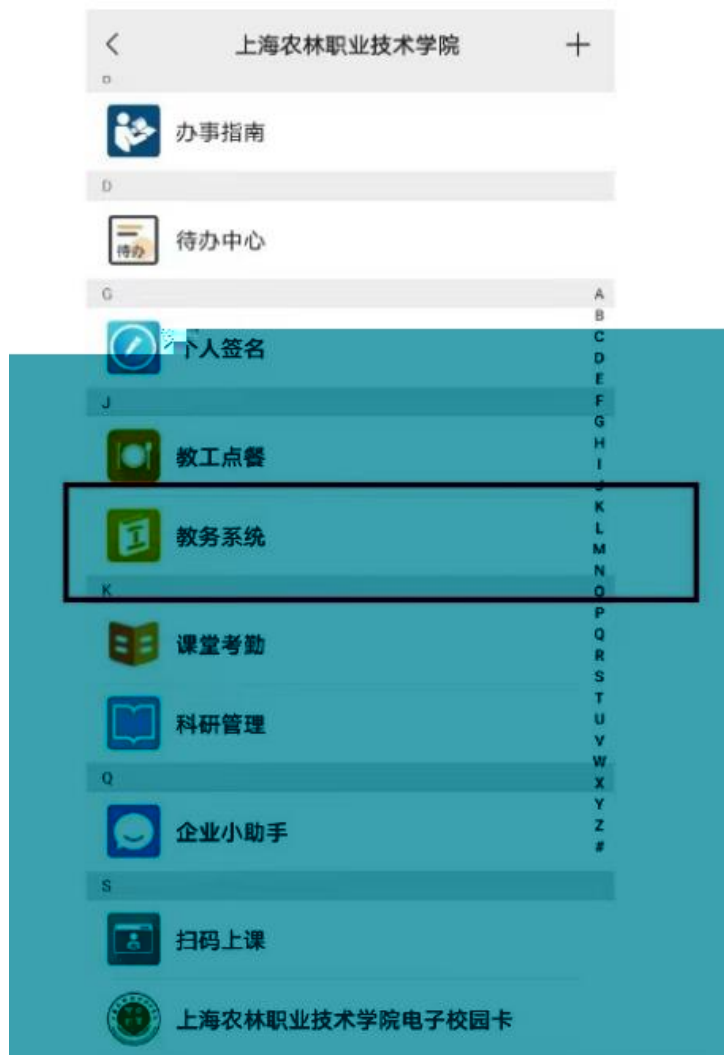 上海农林职业技术学院
办事指南
D
待办
待办中心
G
个人签名
J
教工点餐
教务系统
K
课堂考勤
科研管理
Q
企业小助手
S
扫码上课
上海农林职业技术学院电子校园卡
A
B
C
D
E
F
G
H
I
J
K
L
M
N
O
P
Q
R
S
T
U
V
W
X
Y
Z
#